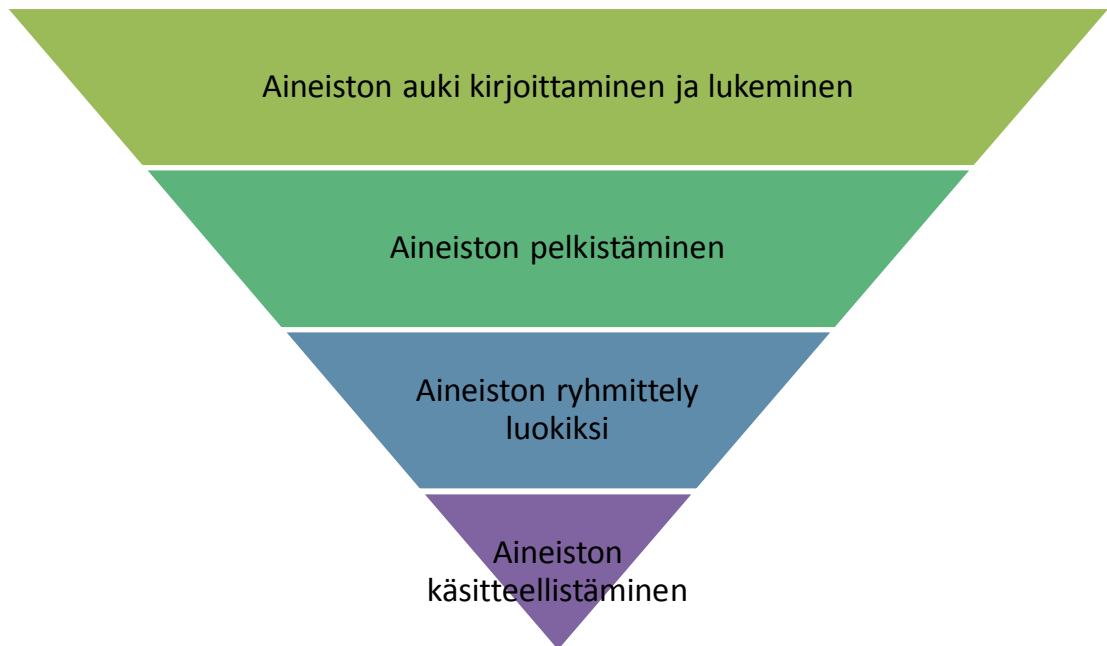 Aineiston auki kirjoittaminen ja lukeminen
Aineiston pelkistäminen
Aineiston ryhmittely
luokiksi
Aineiston
käsitteellistäminen